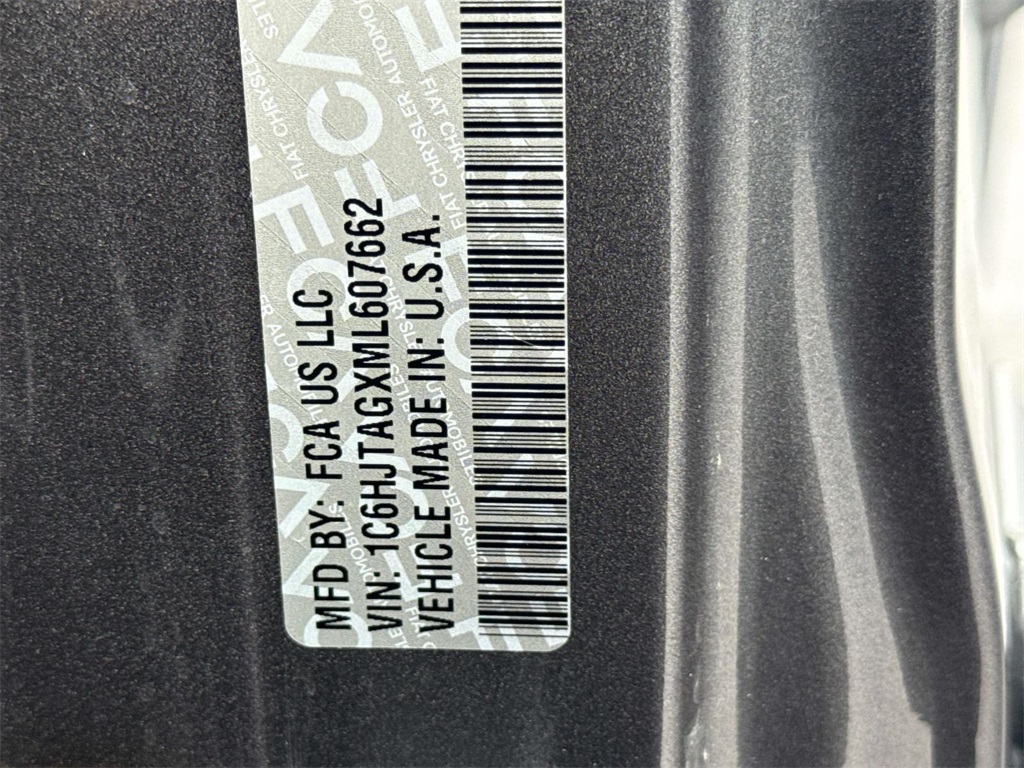 MFD BY: FCA US LLC
VIN: 1C6HJTAGXML607662
VEHICLE MADE IN: U.S.A.